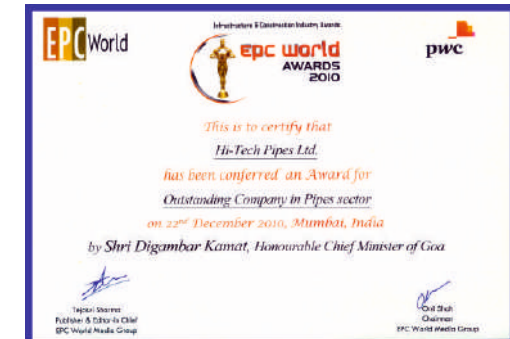 EPC World
Infrastructure & Construction Industry Awards
epc world
AWARDS
2010
pwc
This is to certify that
Hi-Tech Pipes Ltd.
has been conferred an Award for
Outstanding Company in Pipes sector
on 22nd December 2010, Mumbai, India
by Shri Digambar Kamat, Honourable Chief Minister of Goa
Tejasvi Sharma
Publisher & Editor-in-Chief
EPC World Media Group
Shah
Chairman
EPC World Media Group